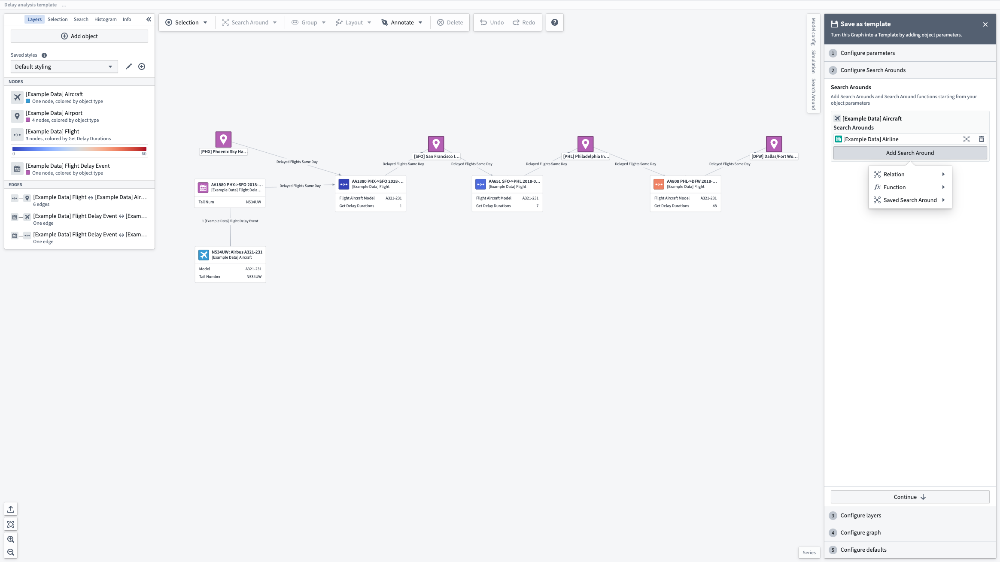 Delay analysis template ...
Layers Selection Search Histogram Info
Add object
Saved styles
Default styling
NODES
[Example Data] Aircraft
One node, colored by object type
[Example Data] Airport
4 nodes, colored by object type
[Example Data] Flight
3 nodes, colored by Get Delay Durations
0 60
[Example Data] Flight Delay Event
One node, colored by object type
EDGES
[Example Data] Flight ↔ [Example Data] Air...
6 edges
[Example Data] Flight Delay Event ↔ [Exam...
One edge
[Example Data] Flight Delay Event ↔ [Exam...
One edge
Selection Search Around Group Layout Annotate Delete
Undo Redo
Model config
Simulation
Search Around
[PHX] Phoenix Sky Ha...
[SFO] San Francisco I...
[PHL] Philadelphia In...
[DFW] Dallas/Fort Wo...
Delayed Flights Same Day
Delayed Flights Same Day
Delayed Flights Same Day
Delayed Flights Same Day
Delayed Flights Same Day
Delayed Flights Same Day
AA1880 PHX->SFO 2018-...
[Example Data] Flight Dela...
Tail Num N534UW
Delayed Flights Same Day
AA1880 PHX->SFO 2018-...
[Example Data] Flight
Flight Aircraft Model A321-231
Get Delay Durations 1
AA651 SFO->PHL 2018-0...
[Example Data] Flight
Flight Aircraft Model A321-231
Get Delay Durations 7
AA808 PHL->DFW 2018-...
[Example Data] Flight
Flight Aircraft Model A321-231
Get Delay Durations 48
1 [Example Data] Flight Delay Event
N534UW: Airbus A321-231
[Example Data] Aircraft
Model A321-231
Tail Number N534UW
Series
Save as template
Turn this Graph into a Template by adding object parameters.
1 Configure parameters
2 Configure Search Arounds
Search Arounds
Add Search Arounds and Search Around functions starting from your
object parameters
[Example Data] Aircraft
Search Arounds
[Example Data] Airline
Add Search Around
Relation
Function
Saved Search Around
Continue
3 Configure layers
4 Configure graph
5 Configure defaults